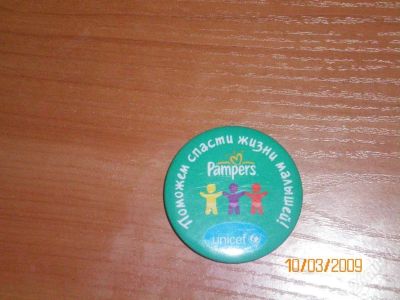 Поможем спасти жизни малышей!
Pampers
unicef
10/03/2009